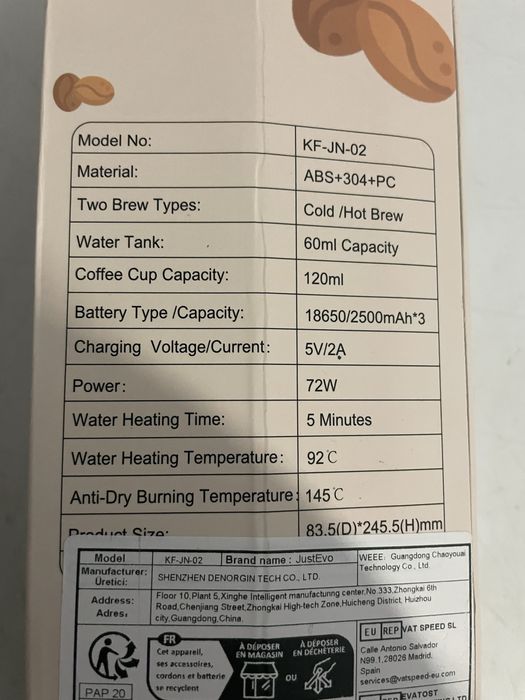 Model No: KF-JN-02
Material: ABS+304+PC
Two Brew Types: Cold /Hot Brew
Water Tank: 60ml Capacity
Coffee Cup Capacity: 120ml
Battery Type /Capacity: 18650/2500mAh*3
Charging Voltage/Current: 5V/2A
Power: 72W
Water Heating Time: 5 Minutes
Water Heating Temperature: 92℃
Anti-Dry Burning Temperature: 145℃
Product Size: 83.5(D)*245.5(H)mm
Model KF-JN-02 Brand name : JustEvo
WEEE: Guangdong Chaoyouai
Technology Co., Ltd.
Manufacturer:
Üretici:
SHENZHEN DENORGIN TECH CO., LTD
Address:
Adres:
Floor 10,Plant 5,Xinghe Intelligent manufacturing center,No.333,Zhongkai 6th
Road,Chenjiang Street,Zhongkai High-tech Zone,Huicheng District, Huizhou
city,Guangdong,China.
PAP 20
FR
Cet appareil,
ses accessoires,
cordons et batterie
se recyclent
À DÉPOSER
EN MAGASIN
OU
À DÉPOSER
EN DÉCHÈTERIE
EU REP VAT SPEED SL
Calle Antonio Salvador
N99.1,28026 Madrid,
Spain
services@vatspeed-eu.com
EVATOST